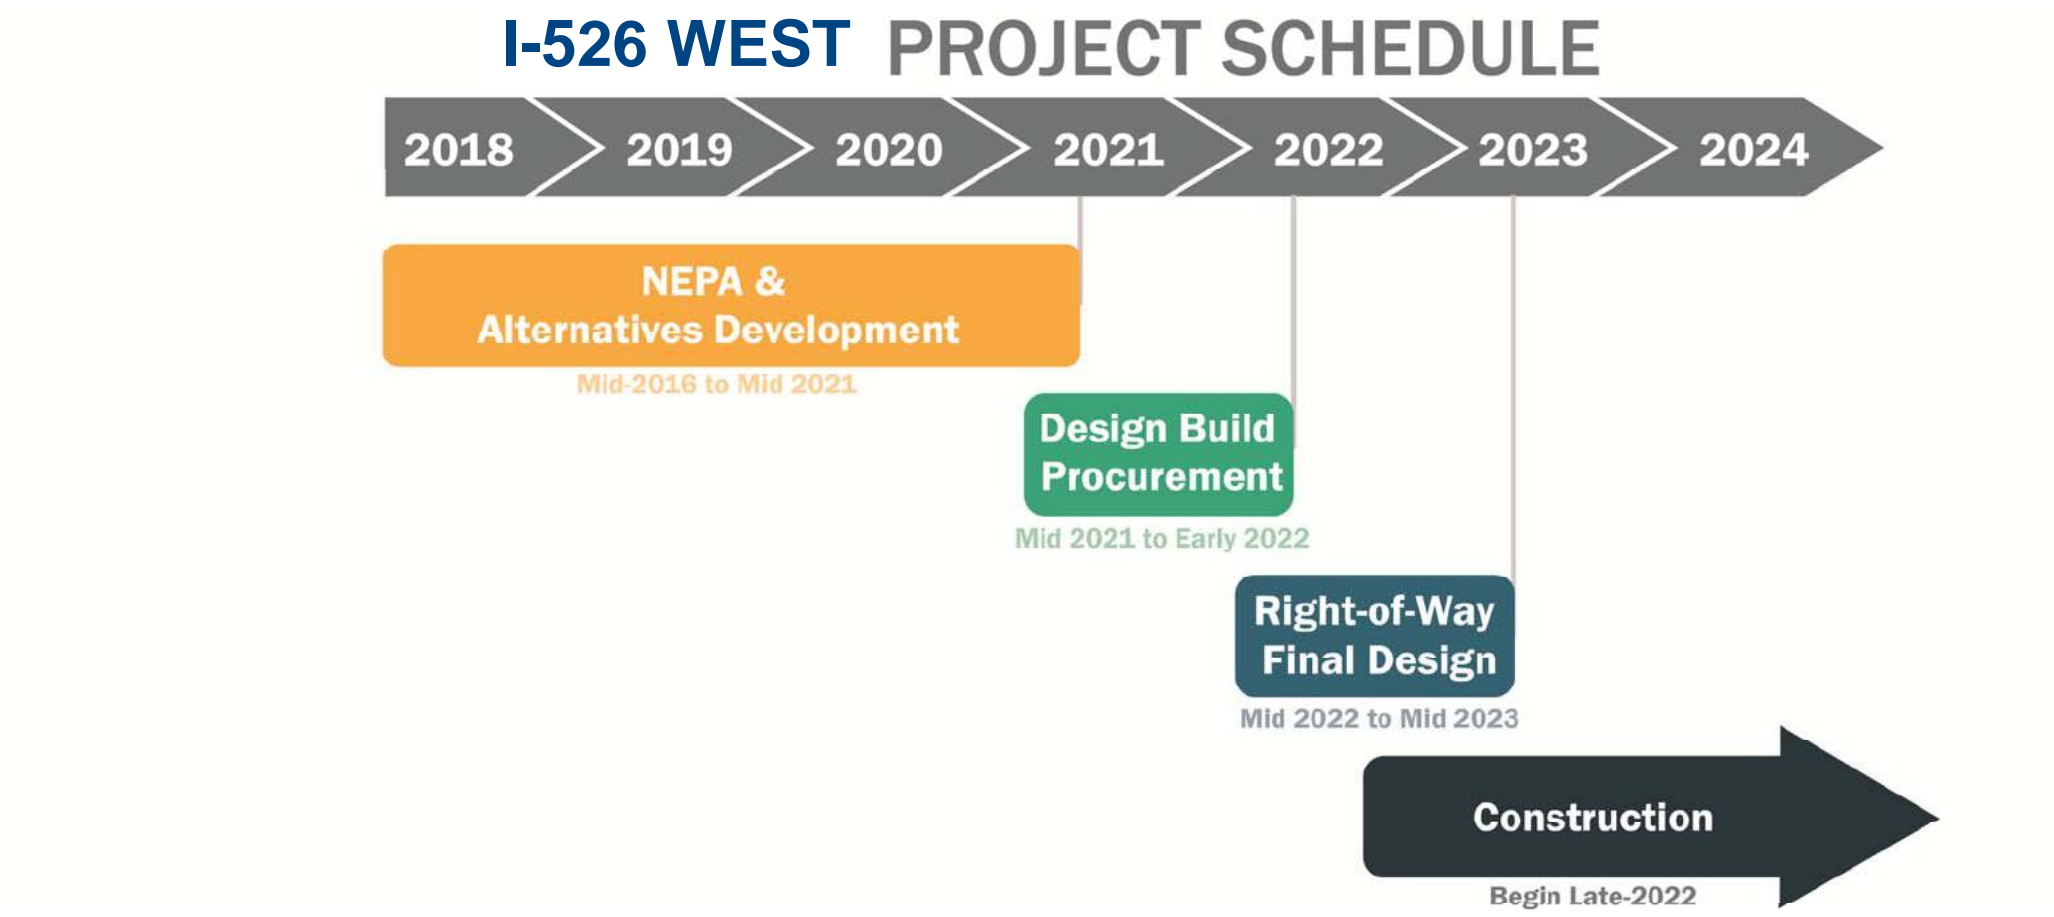 I-526 WEST PROJECT SCHEDULE
2018 2019 2020 2021 2022 2023 2024
NEPA &
Alternatives Development
Mid-2016 to Mid 2021
Design Build
Procurement
Mid 2021 to Early 2022
Right-of-Way
Final Design
Mid 2022 to Mid 2023
Construction
Begin Late-2022